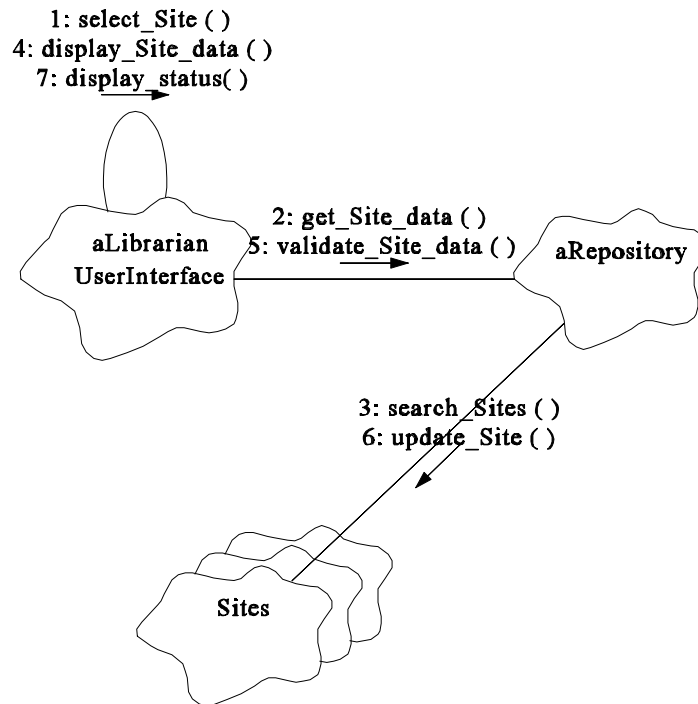 1: select_Site ( )
4: display_Site_data ( )
7: display_status( )
aLibrarian
UserInterface
2: get_Site_data ( )
5: validate_Site_data ( )
aRepository
3: search_Sites ( )
6: update_Site ( )
Sites